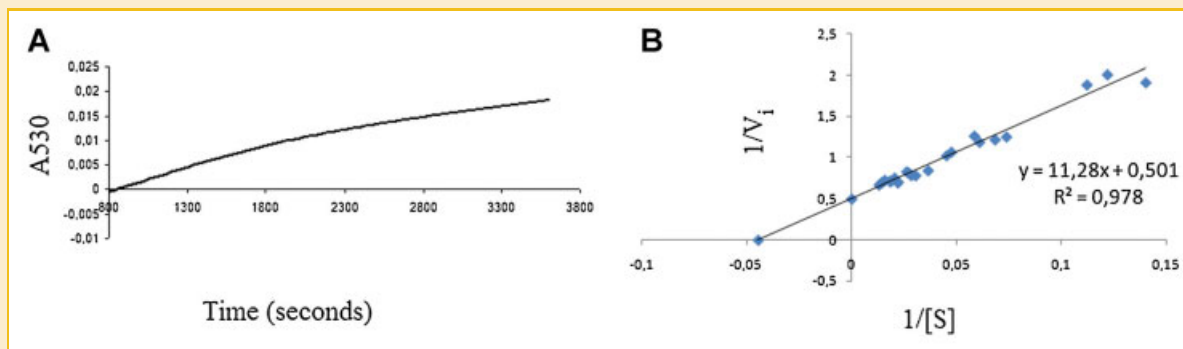 A
0,025
0,02
0,015
0,01
0,005
0
-0,005
-0,01
800 1300 1800 2300 2800 3300 3800
A530
Time (seconds)
B
2,5
2
1,5
1
0,5
0
-0,5
-0,1 -0,05 0 0,05 0,1 0,15
1/Vi
y = 11,28x + 0,501
R² = 0,978
1/[S]